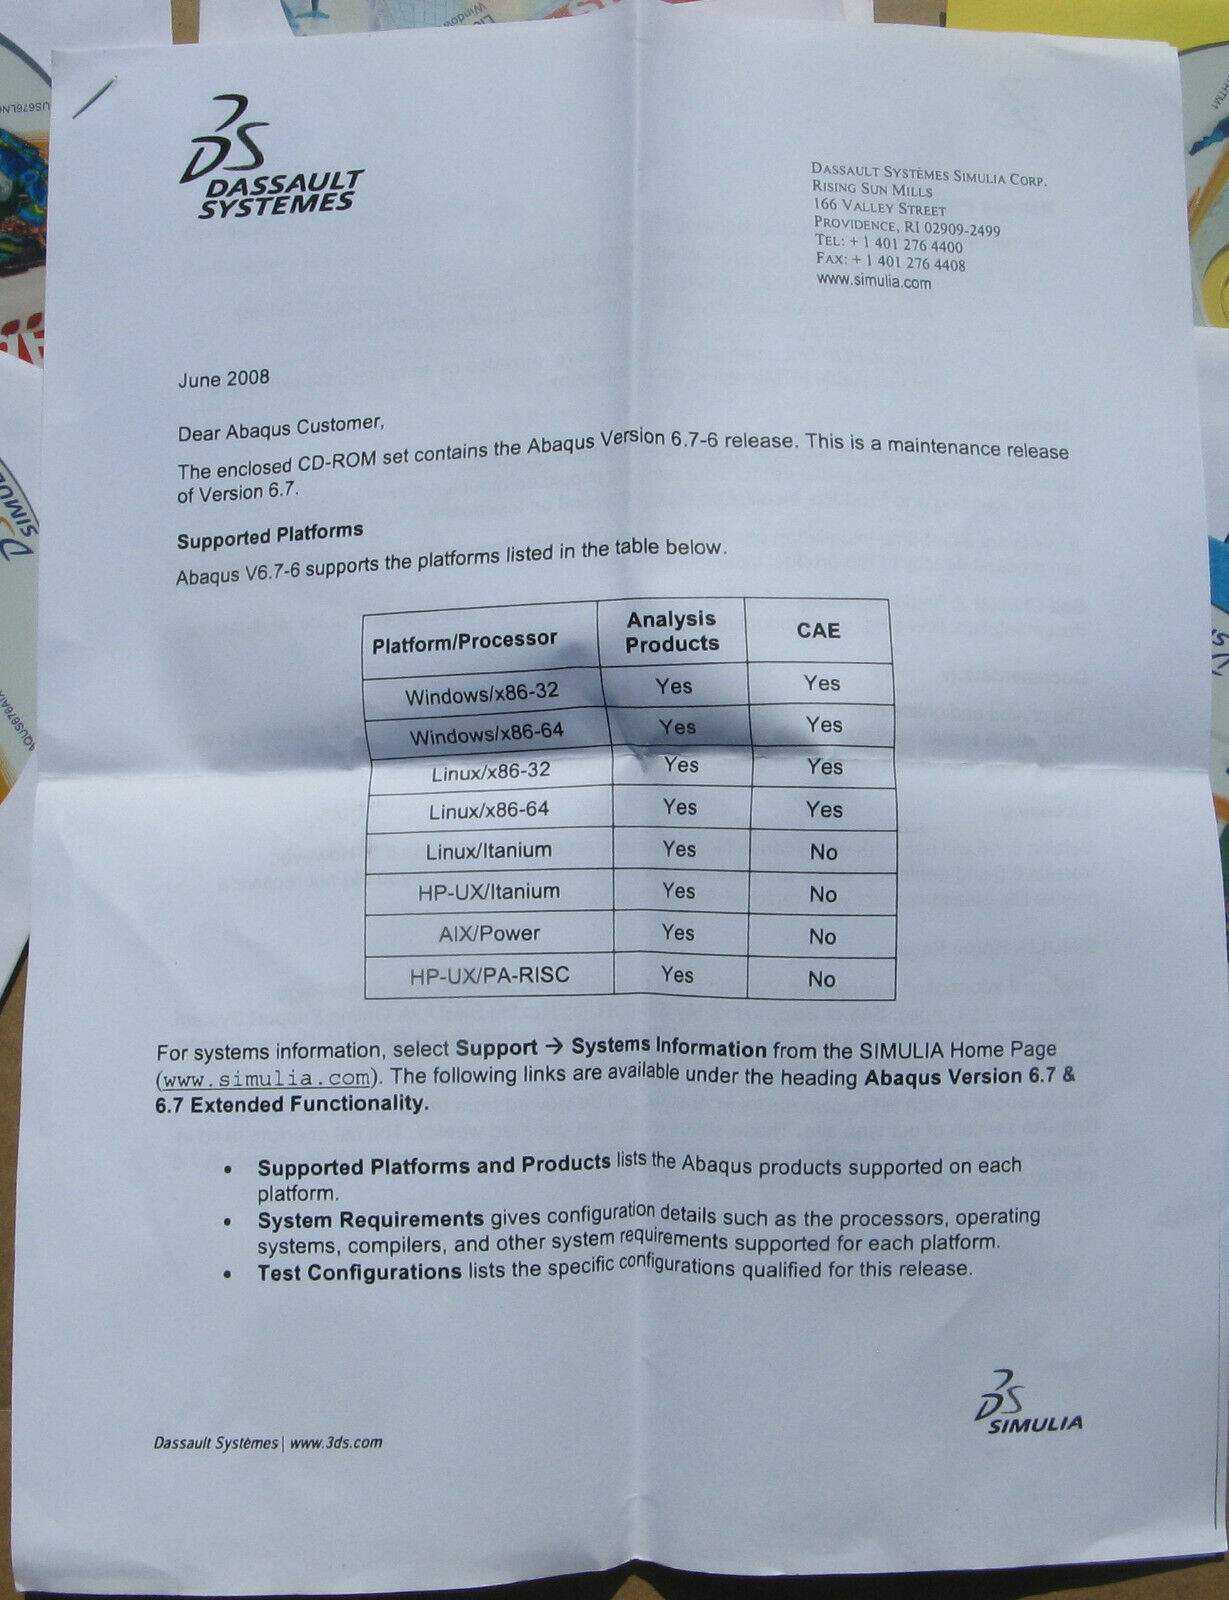 DS
DASSAULT
SYSTEMES
DASSAULT SYSTÈMES SIMULIA CORP.
RISING SUN MILLS
166 VALLEY STREET
PROVIDENCE, RI 02909-2499
TEL: + 1 401 276 4400
FAX: + 1 401 276 4408
www.simulia.com
June 2008
Dear Abaqus Customer,
The enclosed CD-ROM set contains the Abaqus Version 6.7-6 release. This is a maintenance release
of Version 6.7.
Supported Platforms
Abaqus V6.7-6 supports the platforms listed in the table below.
Platform/Processor Analysis Products CAE
Windows/x86-32 Yes Yes
Windows/x86-64 Yes Yes
Linux/x86-32 Yes Yes
Linux/x86-64 Yes Yes
Linux/Itanium Yes No
HP-UX/Itanium Yes No
AIX/Power Yes No
HP-UX/PA-RISC Yes No
For systems information, select Support → Systems Information from the SIMULIA Home Page
(www.simulia.com). The following links are available under the heading Abaqus Version 6.7 &
6.7 Extended Functionality.
• Supported Platforms and Products lists the Abaqus products supported on each
platform.
• System Requirements gives configuration details such as the processors, operating
systems, compilers, and other system requirements supported for each platform.
• Test Configurations lists the specific configurations qualified for this release.
Dassault Systèmes | www.3ds.com
DS
SIMULIA